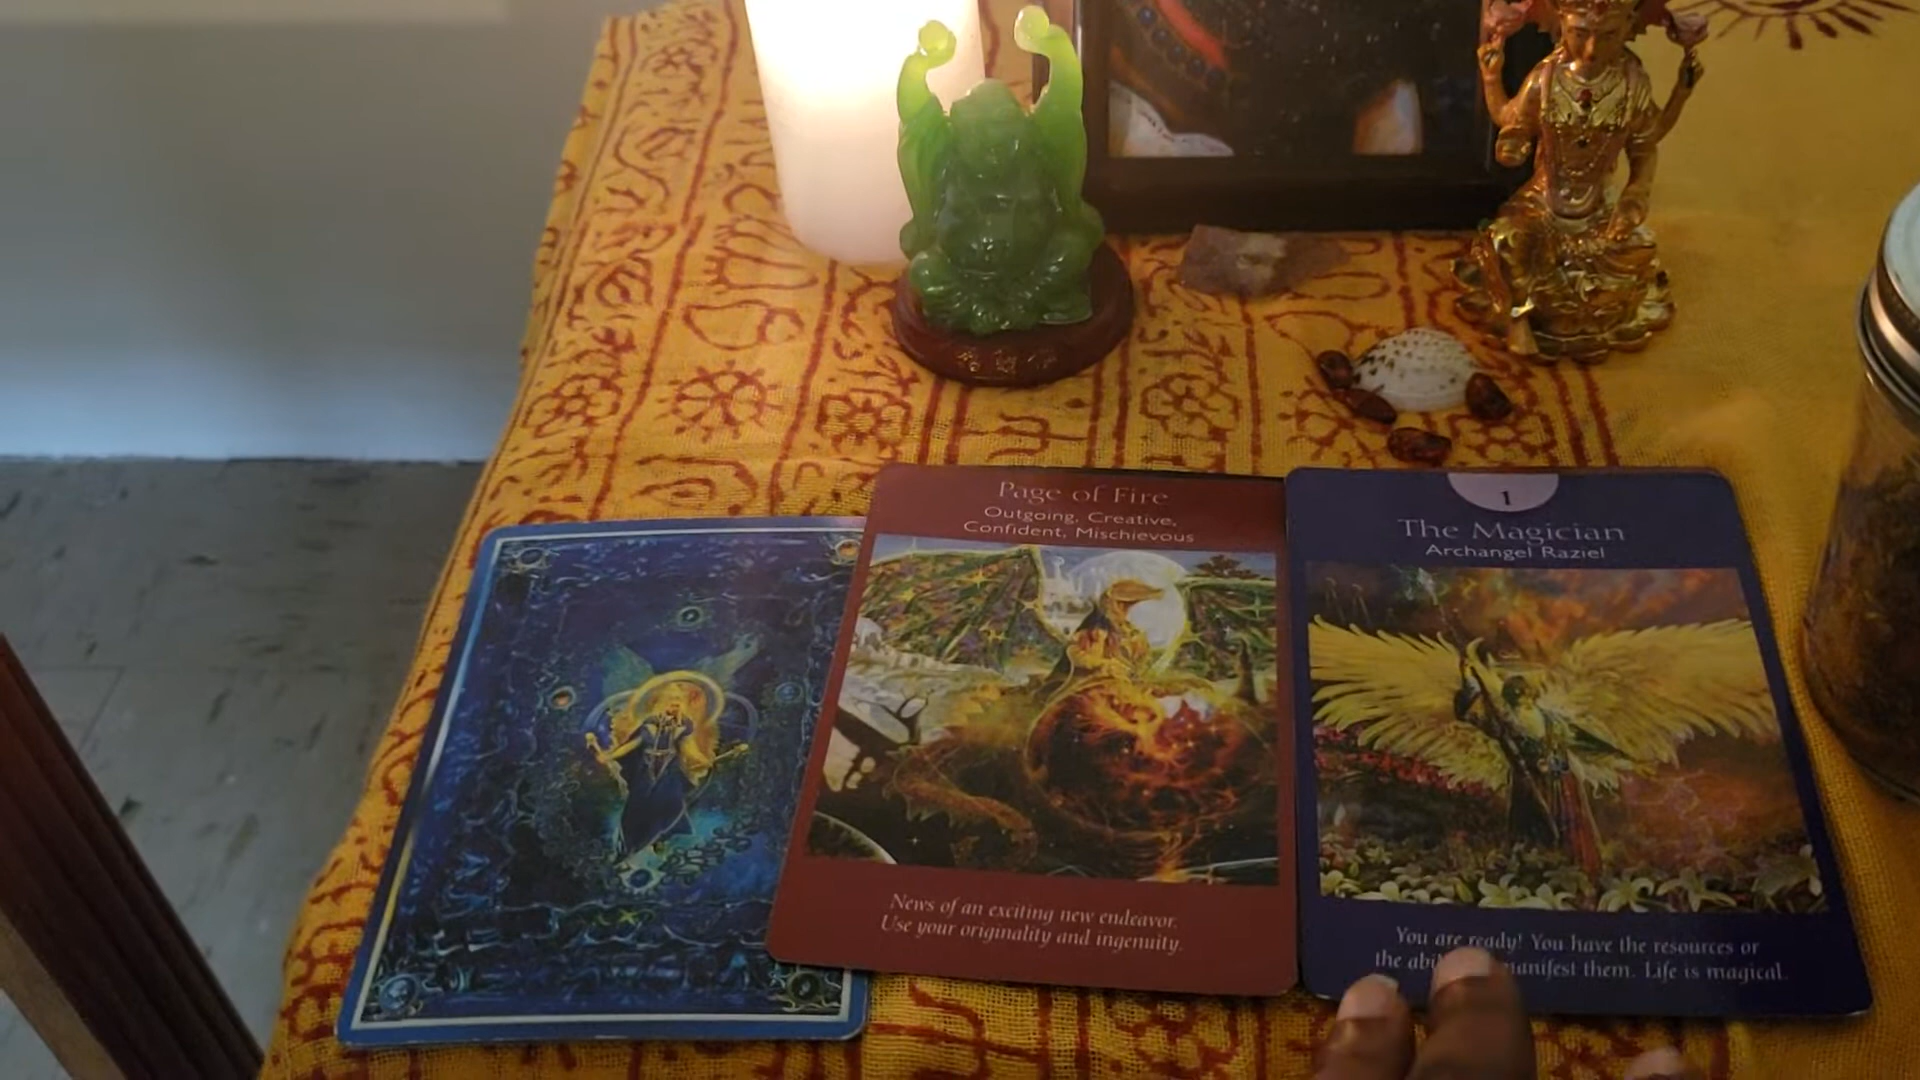 Page of Fire
Outgoing, Creative,
Confident, Mischievous
News of an exciting new endeavor.
Use your originality and ingenuity.
1
The Magician
Archangel Raziel
You are ready! You have the resources or
the manifest them. Life is magical.